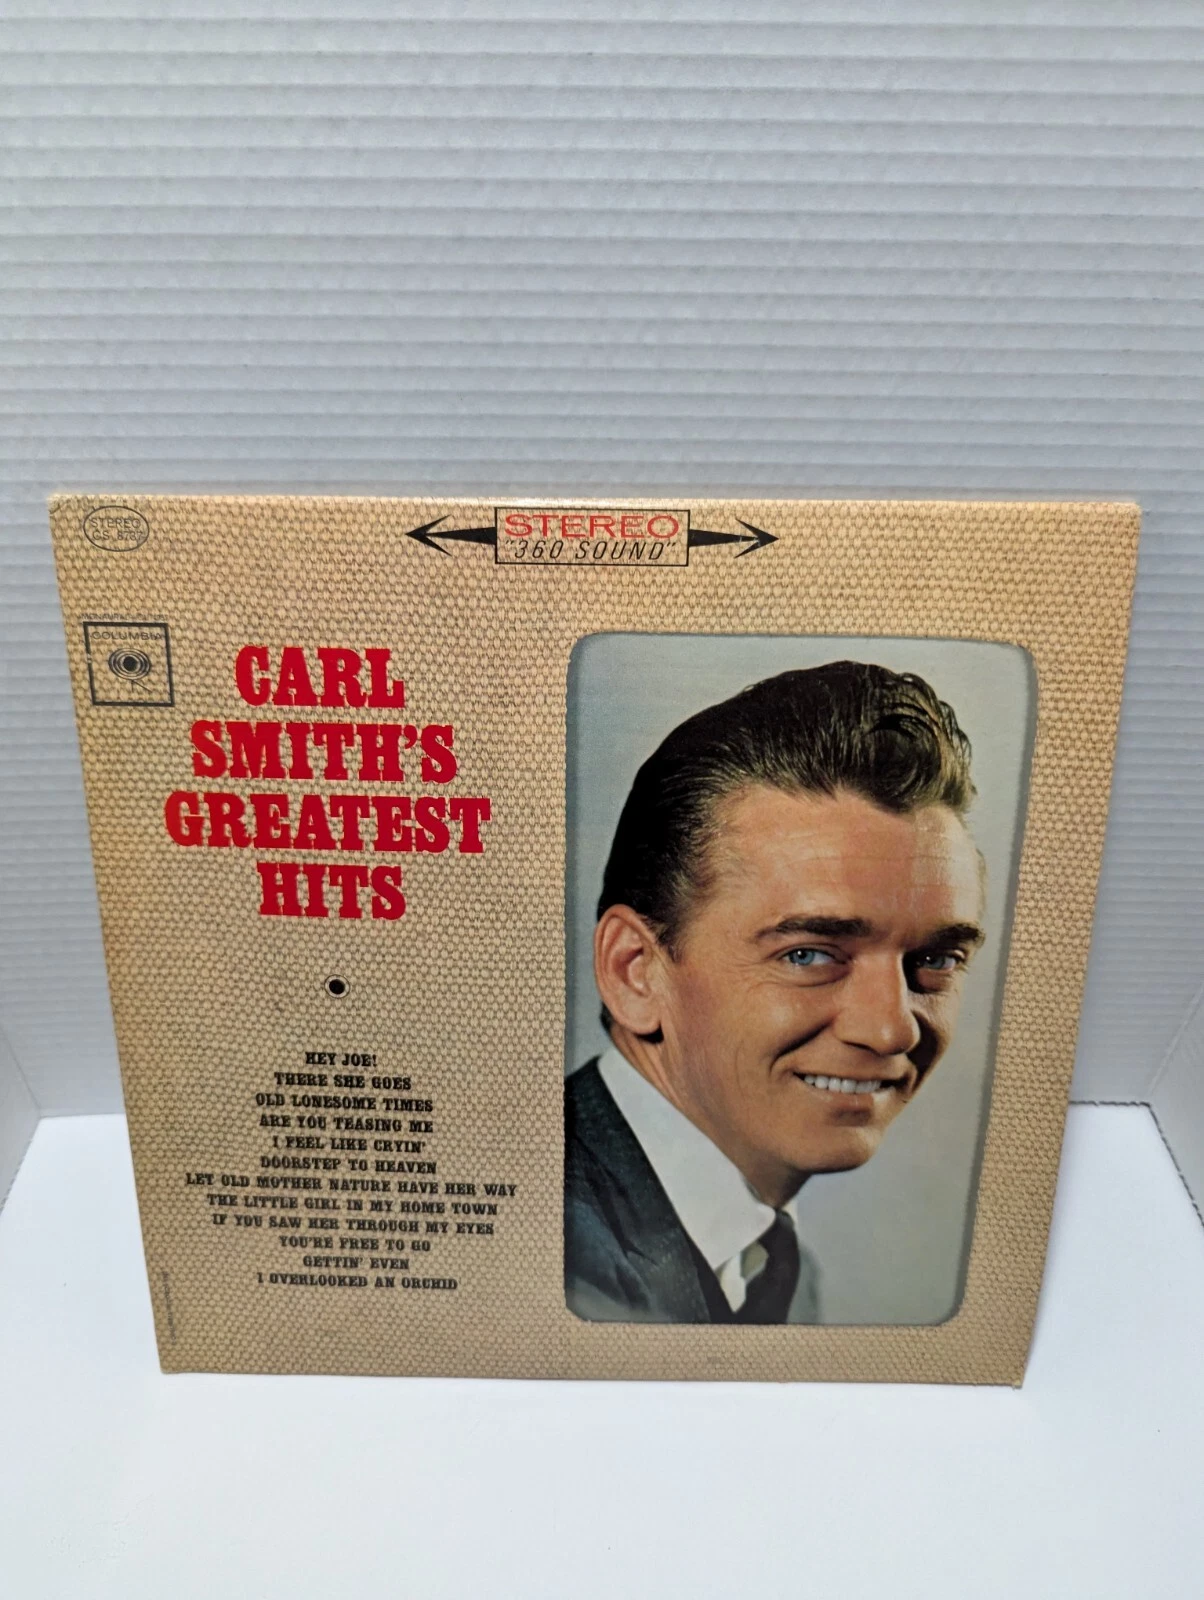 STEREO
CS 8737
STEREO
"360 SOUND"
COLUMBIA
CARL
SMITH'S
GREATEST
HITS
HEY JOE!
THERE SHE GOES
OLD LONESOME TIMES
ARE YOU TEASING ME
I FEEL LIKE CRYIN'
DOORSTEP TO HEAVEN
LET OLD MOTHER NATURE HAVE HER WAY
THE LITTLE GIRL IN MY HOME TOWN
IF YOU SAW HER THROUGH MY EYES
YOU'RE FREE TO GO
GETTIN' EVEN
I OVERLOOKED AN ORCHID